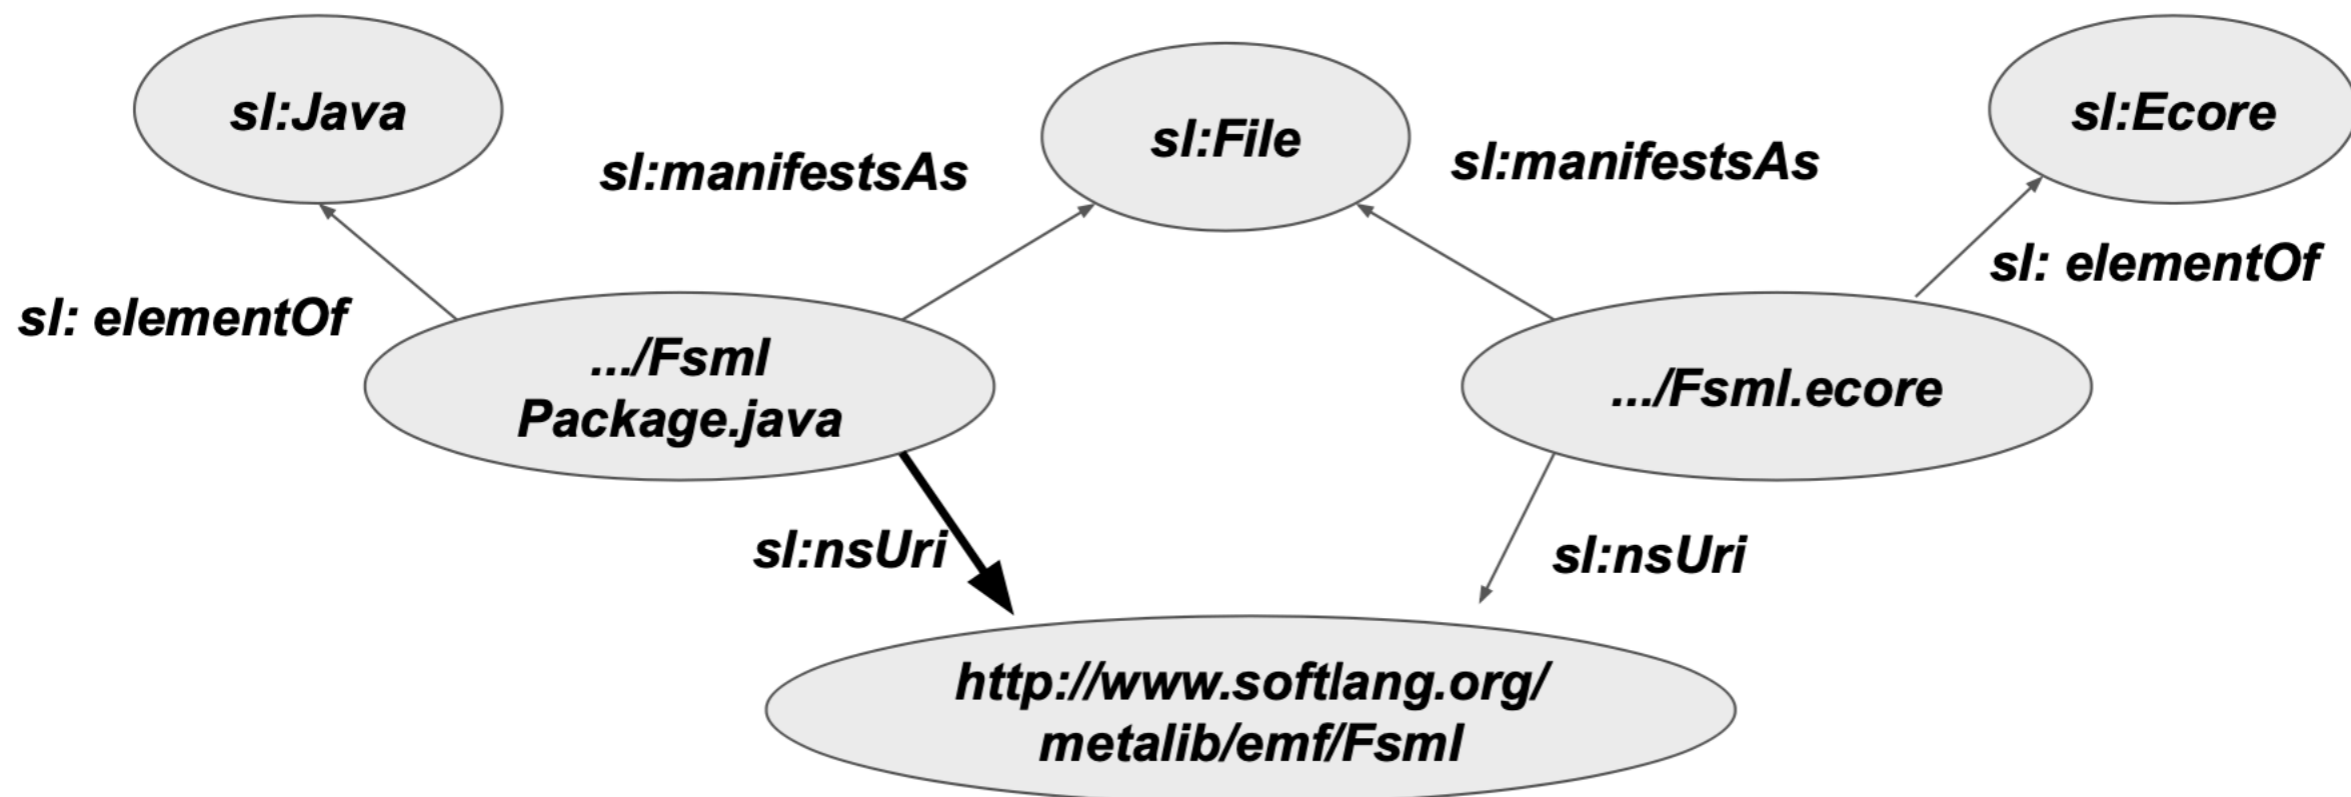 sl:Java
sl:File
sl:Ecore
sl:manifestsAs
sl:manifestsAs
sl: elementOf
sl: elementOf
.../Fsml
Package.java
.../Fsml.ecore
sl:nsUri
sl:nsUri
http://www.softlang.org/
metalib/emf/Fsml